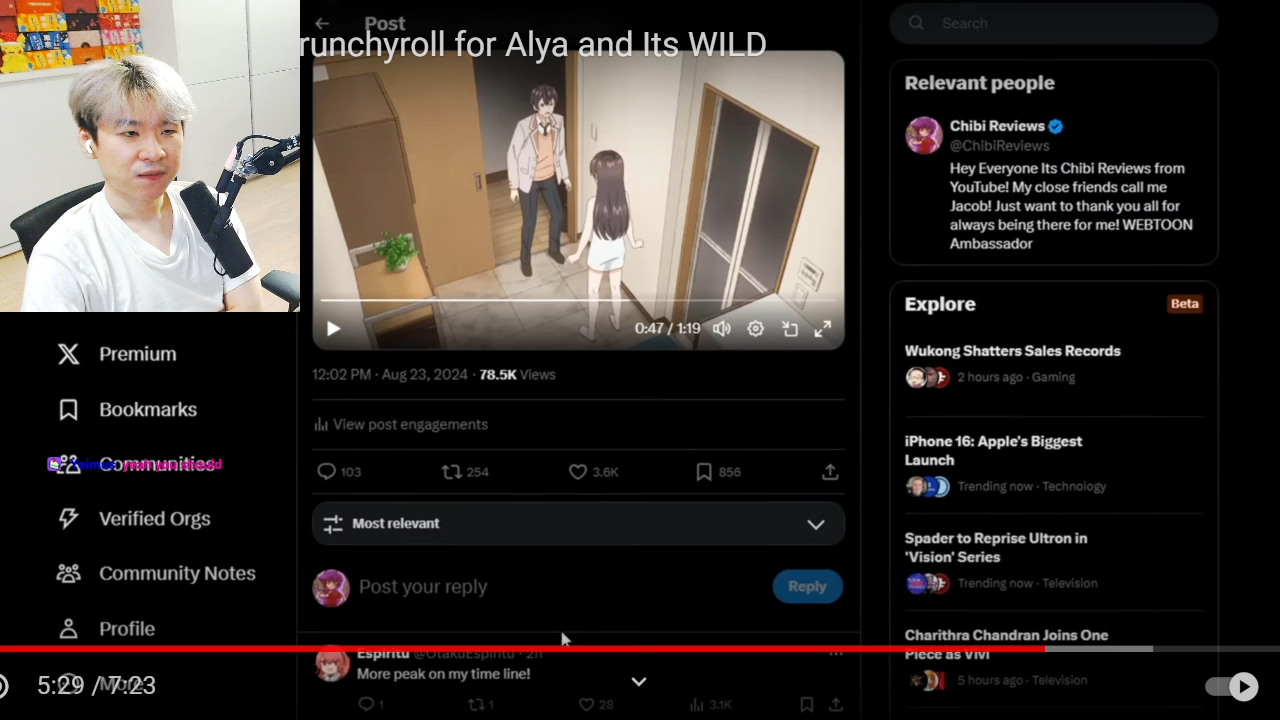 Post
runchyroll for Alya and Its WILD
0:47 / 1:19
12:02 PM · Aug 23, 2024 · 78.5K Views
View post engagements
103
254
3.6K
856
Most relevant
Post your reply
Reply
Espiritu @OtakuEspiritu · 2h
More peak on my time line!
1
1
28
3.1K
Premium
Bookmarks
Communities
yeah you should
Verified Orgs
Community Notes
Profile
More
5:29 / 7:23
Search
Relevant people
Chibi Reviews
@ChibiReviews
Hey Everyone Its Chibi Reviews from
YouTube! My close friends call me
Jacob! Just want to thank you all for
always being there for me! WEBTOON
Ambassador
Explore
Beta
Wukong Shatters Sales Records
2 hours ago · Gaming
iPhone 16: Apple's Biggest
Launch
Trending now · Technology
Spader to Reprise Ultron in
'Vision' Series
Trending now · Television
Charithra Chandran Joins One
Piece as Vivi
5 hours ago · Television